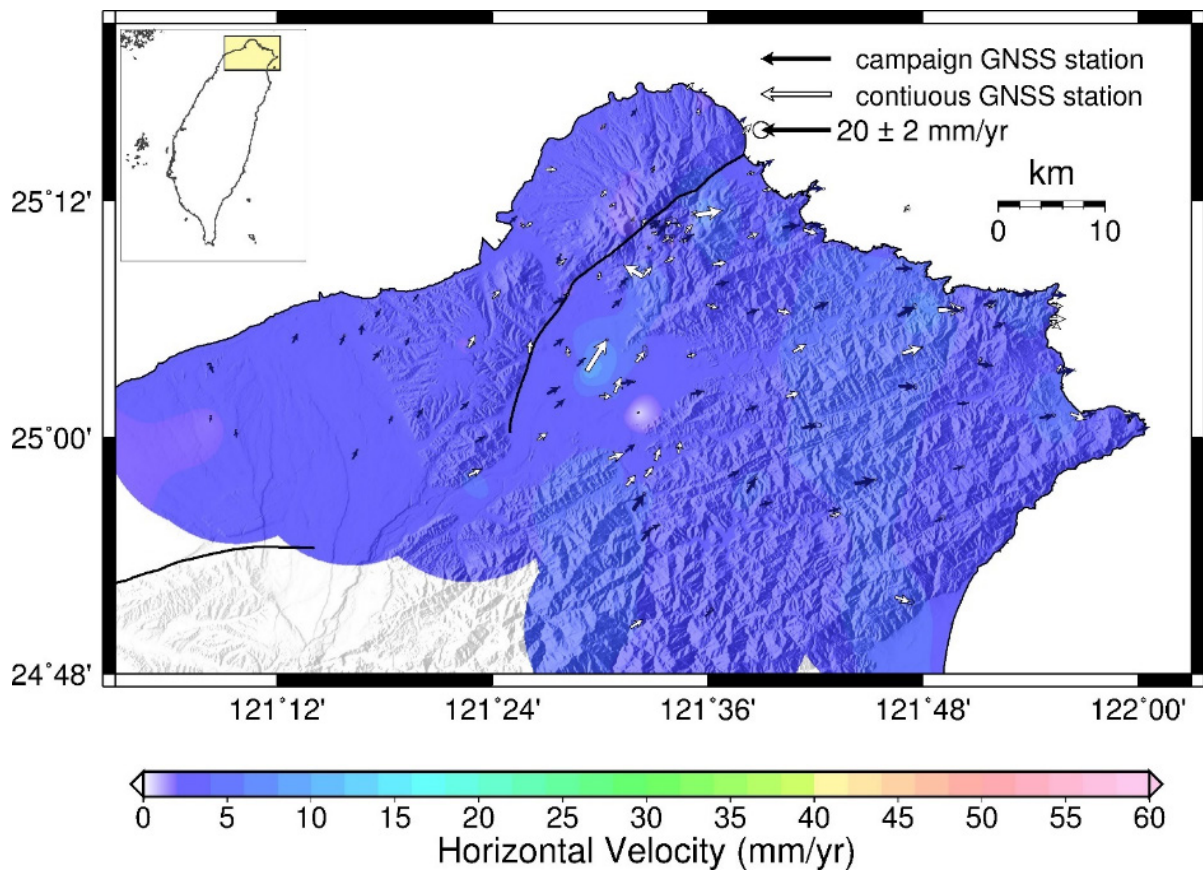 campaign GNSS station
contiuous GNSS station
20 ± 2 mm/yr
km
0 10
25˚12'
25˚00'
24˚48'
121˚12' 121˚24' 121˚36' 121˚48' 122˚00'
0 5 10 15 20 25 30 35 40 45 50 55 60
Horizontal Velocity (mm/yr)